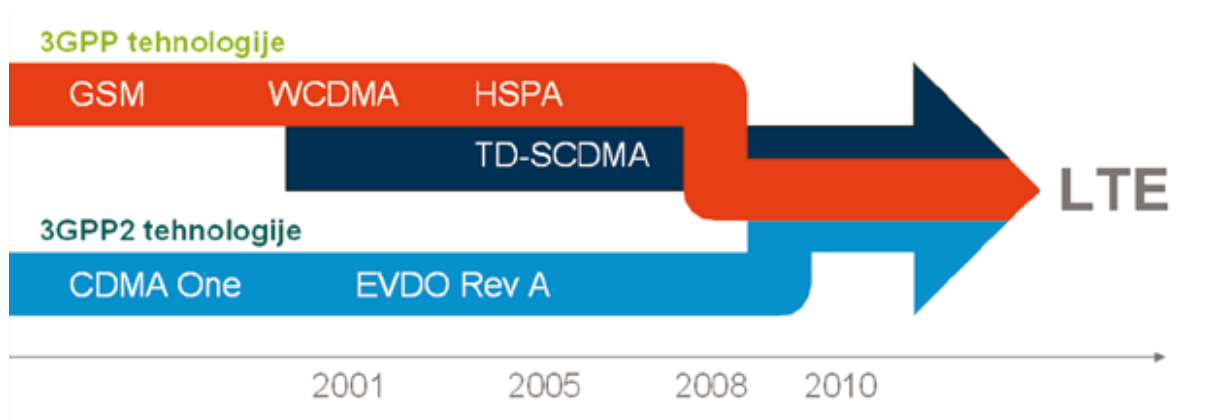 3GPP tehnologije
GSM WCDMA HSPA
TD-SCDMA
LTE
3GPP2 tehnologije
CDMA One EVDO Rev A
2001 2005 2008 2010